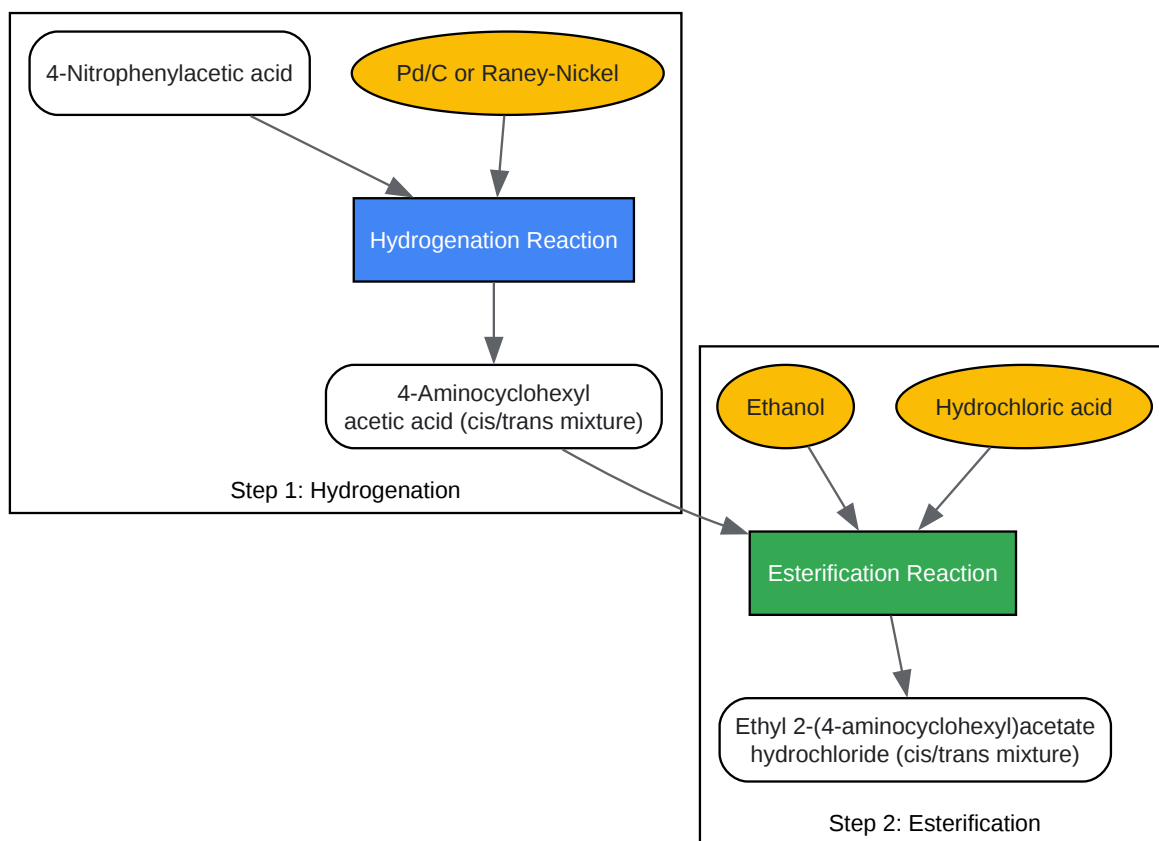 4-Nitrophenylacetic acid
Pd/C or Raney-Nickel
Hydrogenation Reaction
4-Aminocyclohexyl
acetic acid (cis/trans mixture)
Step 1: Hydrogenation
Ethanol
Hydrochloric acid
Esterification Reaction
Ethyl 2-(4-aminocyclohexyl)acetate
hydrochloride (cis/trans mixture)
Step 2: Esterification